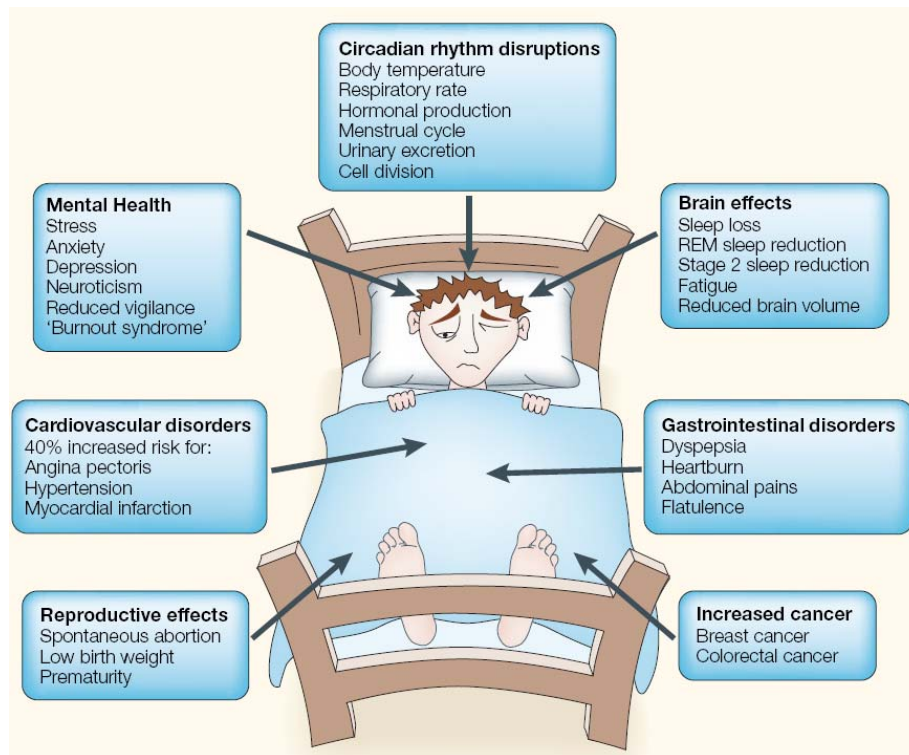 Circadian rhythm disruptions
Body temperature
Respiratory rate
Hormonal production
Menstrual cycle
Urinary excretion
Cell division
Mental Health
Stress
Anxiety
Depression
Neuroticism
Reduced vigilance
‘Burnout syndrome’
Brain effects
Sleep loss
REM sleep reduction
Stage 2 sleep reduction
Fatigue
Reduced brain volume
Cardiovascular disorders
40% increased risk for:
Angina pectoris
Hypertension
Myocardial infarction
Gastrointestinal disorders
Dyspepsia
Heartburn
Abdominal pains
Flatulence
Reproductive effects
Spontaneous abortion
Low birth weight
Prematurity
Increased cancer
Breast cancer
Colorectal cancer